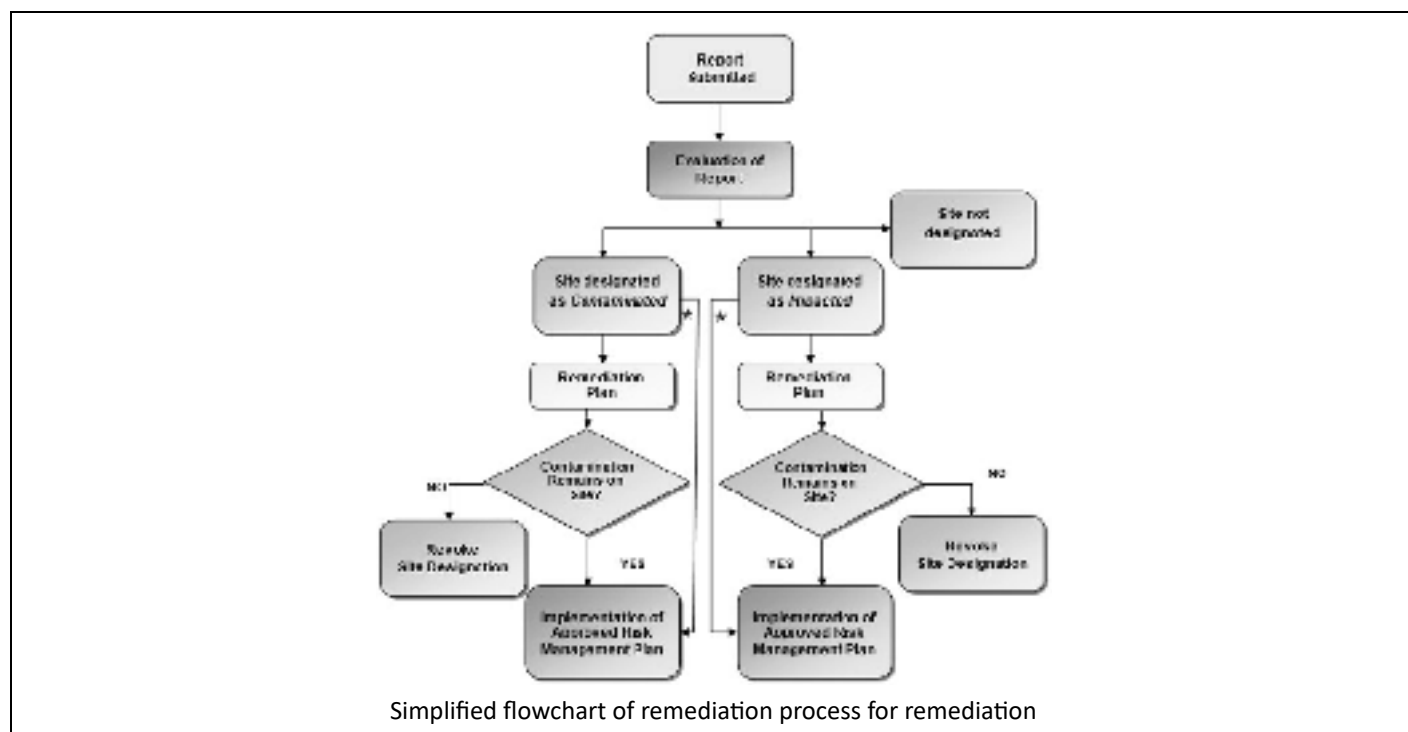 Report
Submitted
Evaluation of
Report
Site not
designated
Site designated
as Contaminated
*
Site designated
as Impacted
*
Remediation
Plan
Remediation
Plan
Contamination
Remains on
Site?
Contamination
Remains on
Site?
NO
NO
Revoke
Site Designation
Revoke
Site Designation
YES
YES
Implementation of
Approved Risk
Management Plan
Implementation of
Approved Risk
Management Plan
Simplified flowchart of remediation process for remediation